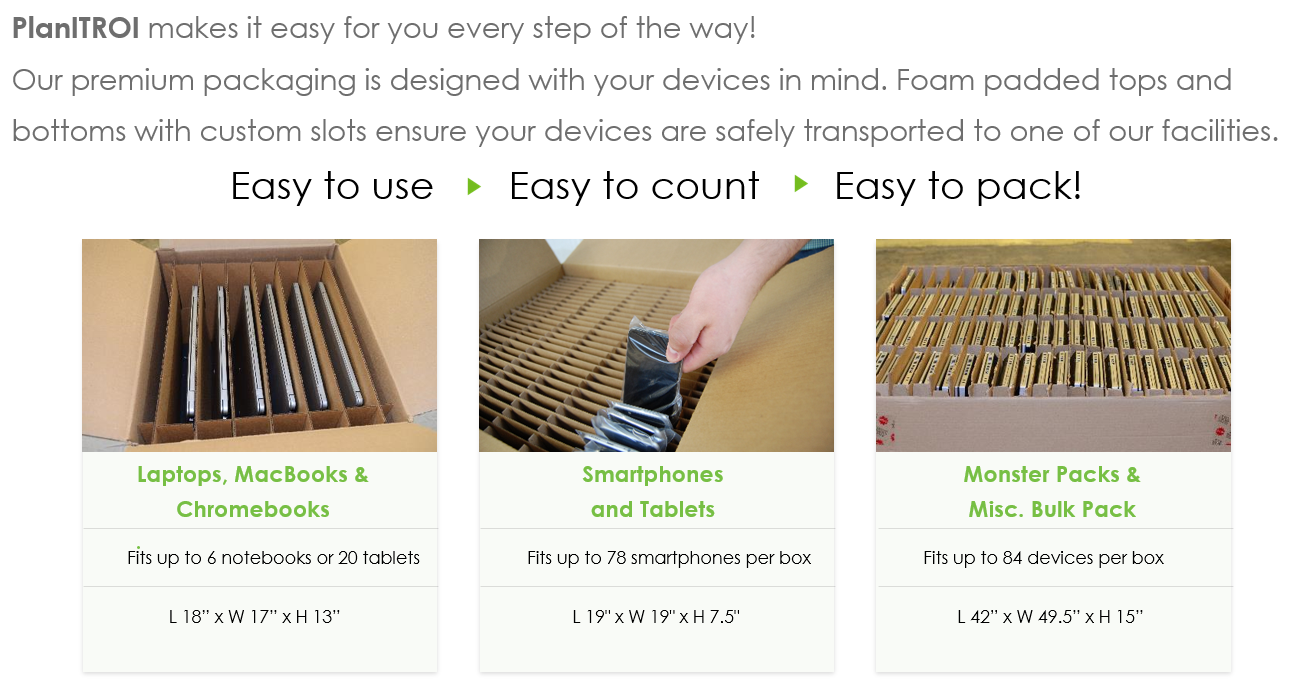 PlanITROI makes it easy for you every step of the way!
Our premium packaging is designed with your devices in mind. Foam padded tops and
bottoms with custom slots ensure your devices are safely transported to one of our facilities.
Easy to use Easy to count Easy to pack!
Laptops, MacBooks &
Chromebooks
Fits up to 6 notebooks or 20 tablets
L 18” x W 17” x H 13”
Smartphones
and Tablets
Fits up to 78 smartphones per box
L 19" x W 19" x H 7.5"
Monster Packs &
Misc. Bulk Pack
Fits up to 84 devices per box
L 42” x W 49.5” x H 15”